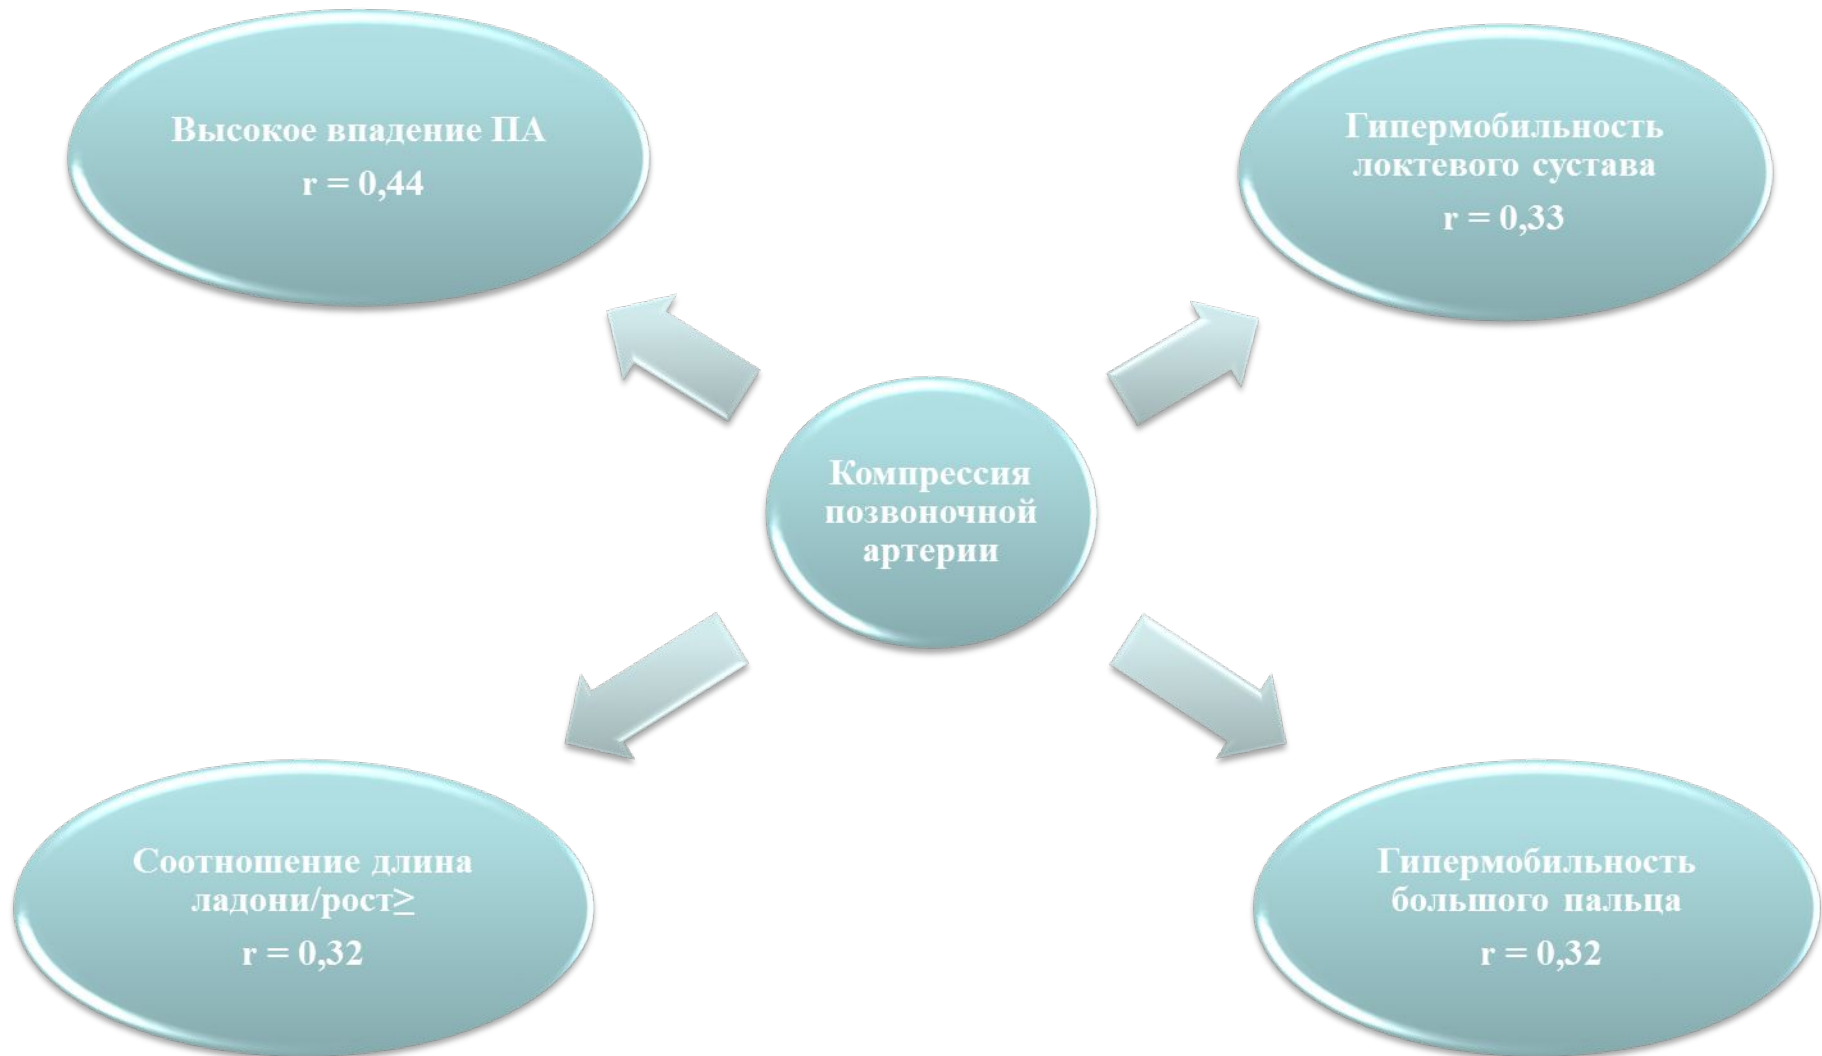 Высокое впадение ПА
r = 0,44
Гипермобильность
локтевого сустава
r = 0,33
Компрессия
позвоночной
артерии
Соотношение длина
ладони/рост≥
r = 0,32
Гипермобильность
большого пальца
r = 0,32